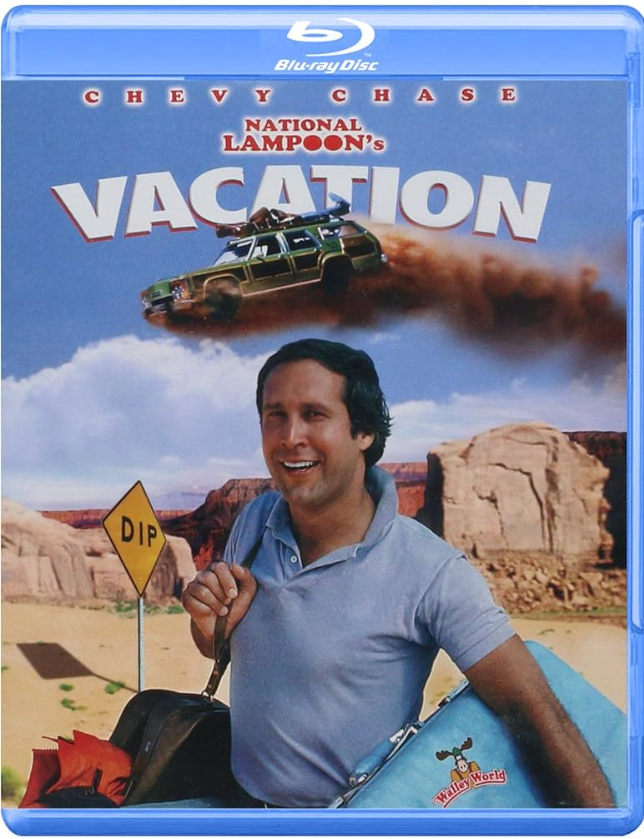 Blu-ray Disc
CHEVY CHASE
NATIONAL
LAMPOON's
VACATION
DIP
Walley World